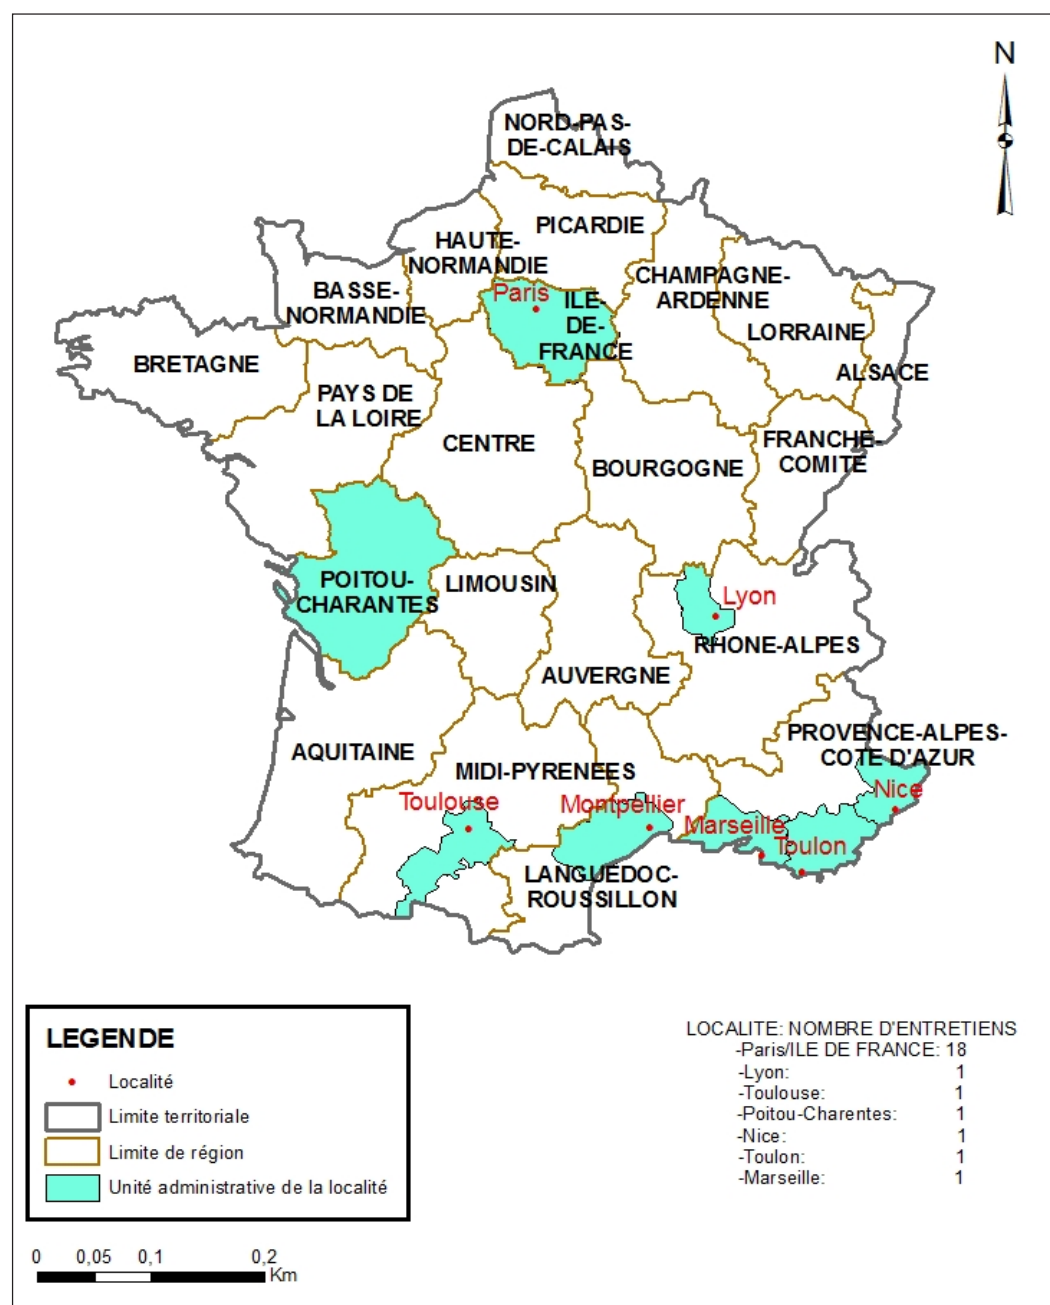 N
NORD-PAS-
DE-CALAIS
PICARDIE
HAUTE-
NORMANDIE
CHAMPAGNE-
ARDENNE
BASSE-
NORMANDIE
Paris
ILE-
DE-
FRANCE
LORRAINE
ALSACE
BRETAGNE
PAYS DE
LA LOIRE
CENTRE
BOURGOGNE
FRANCHE-
COMITE
POITOU-
CHARANTES
LIMOUSIN
Lyon
RHONE-ALPES
AUVERGNE
AQUITAINE
MIDI-PYRENEES
PROVENCE-ALPES-
COTE D'AZUR
Toulouse
Montpellier
Marseille
Nice
Toulon
LANGUEDOC-
ROUSSILLON
LEGENDE
Localité
Limite territoriale
Limite de région
Unité administrative de la localité
LOCALITE: NOMBRE D'ENTRETIENS
-Paris/ILE DE FRANCE: 18
-Lyon: 1
-Toulouse: 1
-Poitou-Charentes: 1
-Nice: 1
-Toulon: 1
-Marseille: 1
0 0,05 0,1 0,2
Km